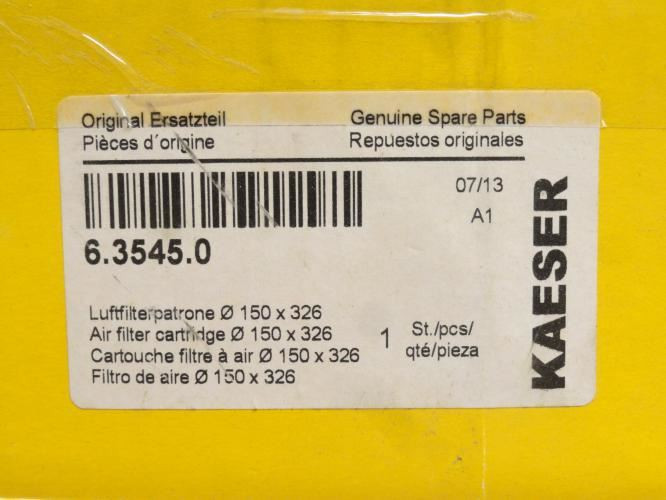 Original Ersatzteil Genuine Spare Parts
Pièces d´origine Repuestos originales
07/13
A1
6.3545.0
KAESER
Luftfilterpatrone Ø 150 x 326
Air filter cartridge Ø 150 x 326
Cartouche filtre à air Ø 150 x 326
Filtro de aire Ø 150 x 326
1 St./pcs/
qté/pieza